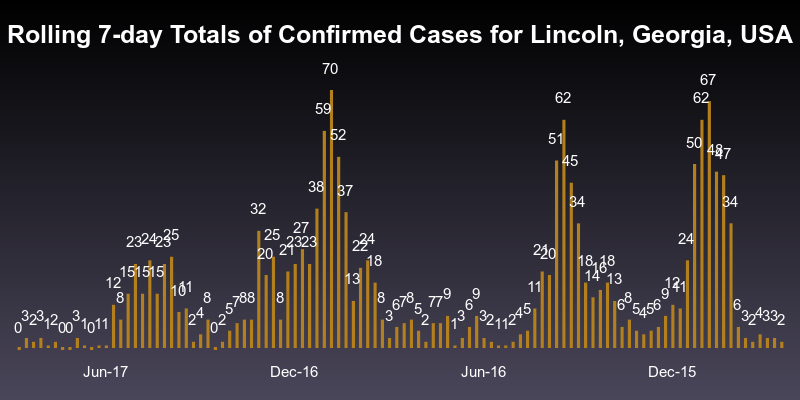 Rolling 7-day Totals of Confirmed Cases for Lincoln, Georgia, USA
0 3 2 3 1 2 0 0 3 1 0 1 1 12 8 15 23 15 24 15 23 25 10 11 2 4 8 0 2 5 7 8 8 32 20 25 8 21 23 27 23 38 59 70 52 37 13 22 24 18 8 3 6 7 8 5 2 7 7 9 1 3 6 9 3 2 1 1 2 4 5 11 21 20 51 62 45 34 18 14 16 18 13 6 8 5 4 5 6 9 12 11 24 50 62 67 48 47 34 6 3 2 4 3 3 2
Jun-17 Dec-16 Jun-16 Dec-15